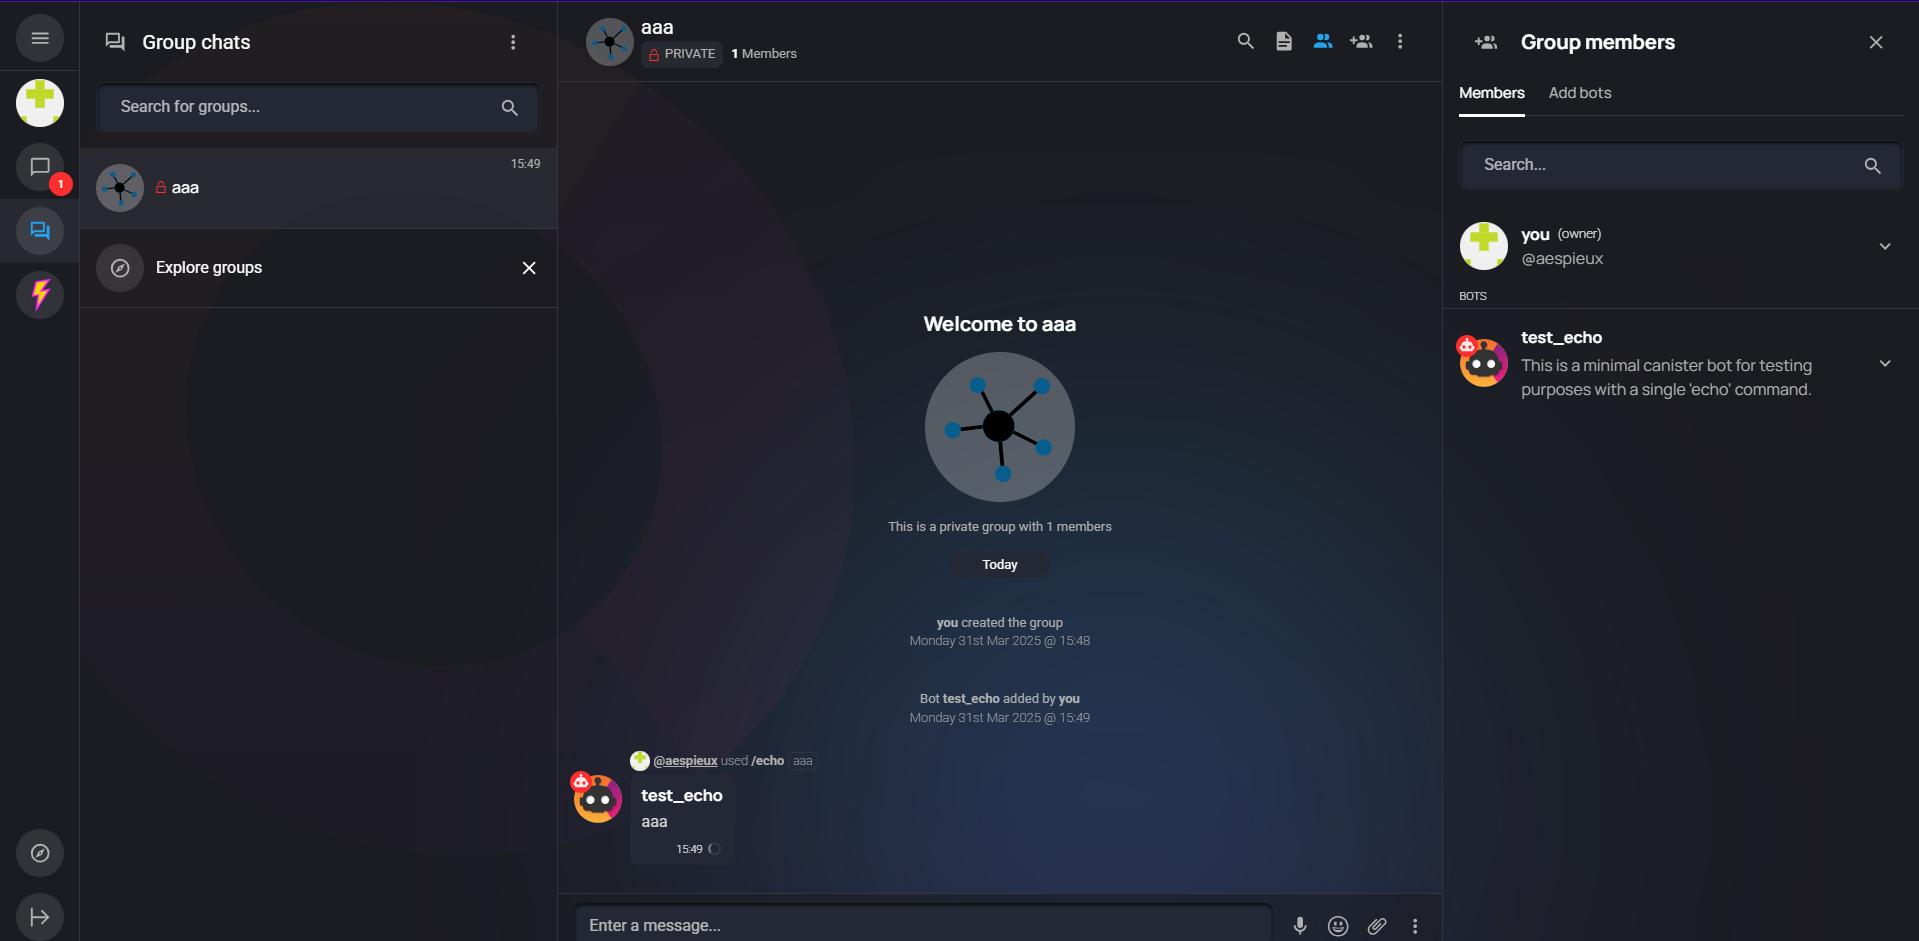 Group chats
Search for groups...
15:49
aaa
Explore groups
1
aaa
PRIVATE
1 Members
Welcome to aaa
This is a private group with 1 members
Today
you created the group
Monday 31st Mar 2025 @ 15:48
Bot test_echo added by you
Monday 31st Mar 2025 @ 15:49
@aespieux used /echo aaa
test_echo
aaa
15:49
Enter a message...
Group members
Members Add bots
Search...
you (owner)
@aespieux
BOTS
test_echo
This is a minimal canister bot for testing
purposes with a single 'echo' command.